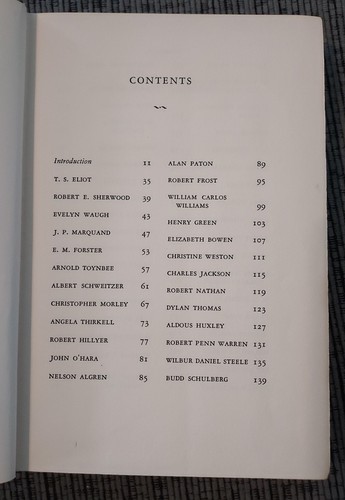 CONTENTS
Introduction 11
T. S. ELIOT 35
ROBERT E. SHERWOOD 39
EVELYN WAUGH 43
J. P. MARQUAND 47
E. M. FORSTER 53
ARNOLD TOYNBEE 57
ALBERT SCHWEITZER 61
CHRISTOPHER MORLEY 67
ANGELA THIRKELL 73
ROBERT HILLYER 77
JOHN O'HARA 81
NELSON ALGREN 85
ALAN PATON 89
ROBERT FROST 95
WILLIAM CARLOS
WILLIAMS 99
HENRY GREEN 103
ELIZABETH BOWEN 107
CHRISTINE WESTON 111
CHARLES JACKSON 115
ROBERT NATHAN 119
DYLAN THOMAS 123
ALDOUS HUXLEY 127
ROBERT PENN WARREN 131
WILBUR DANIEL STEELE 135
BUDD SCHULBERG 139